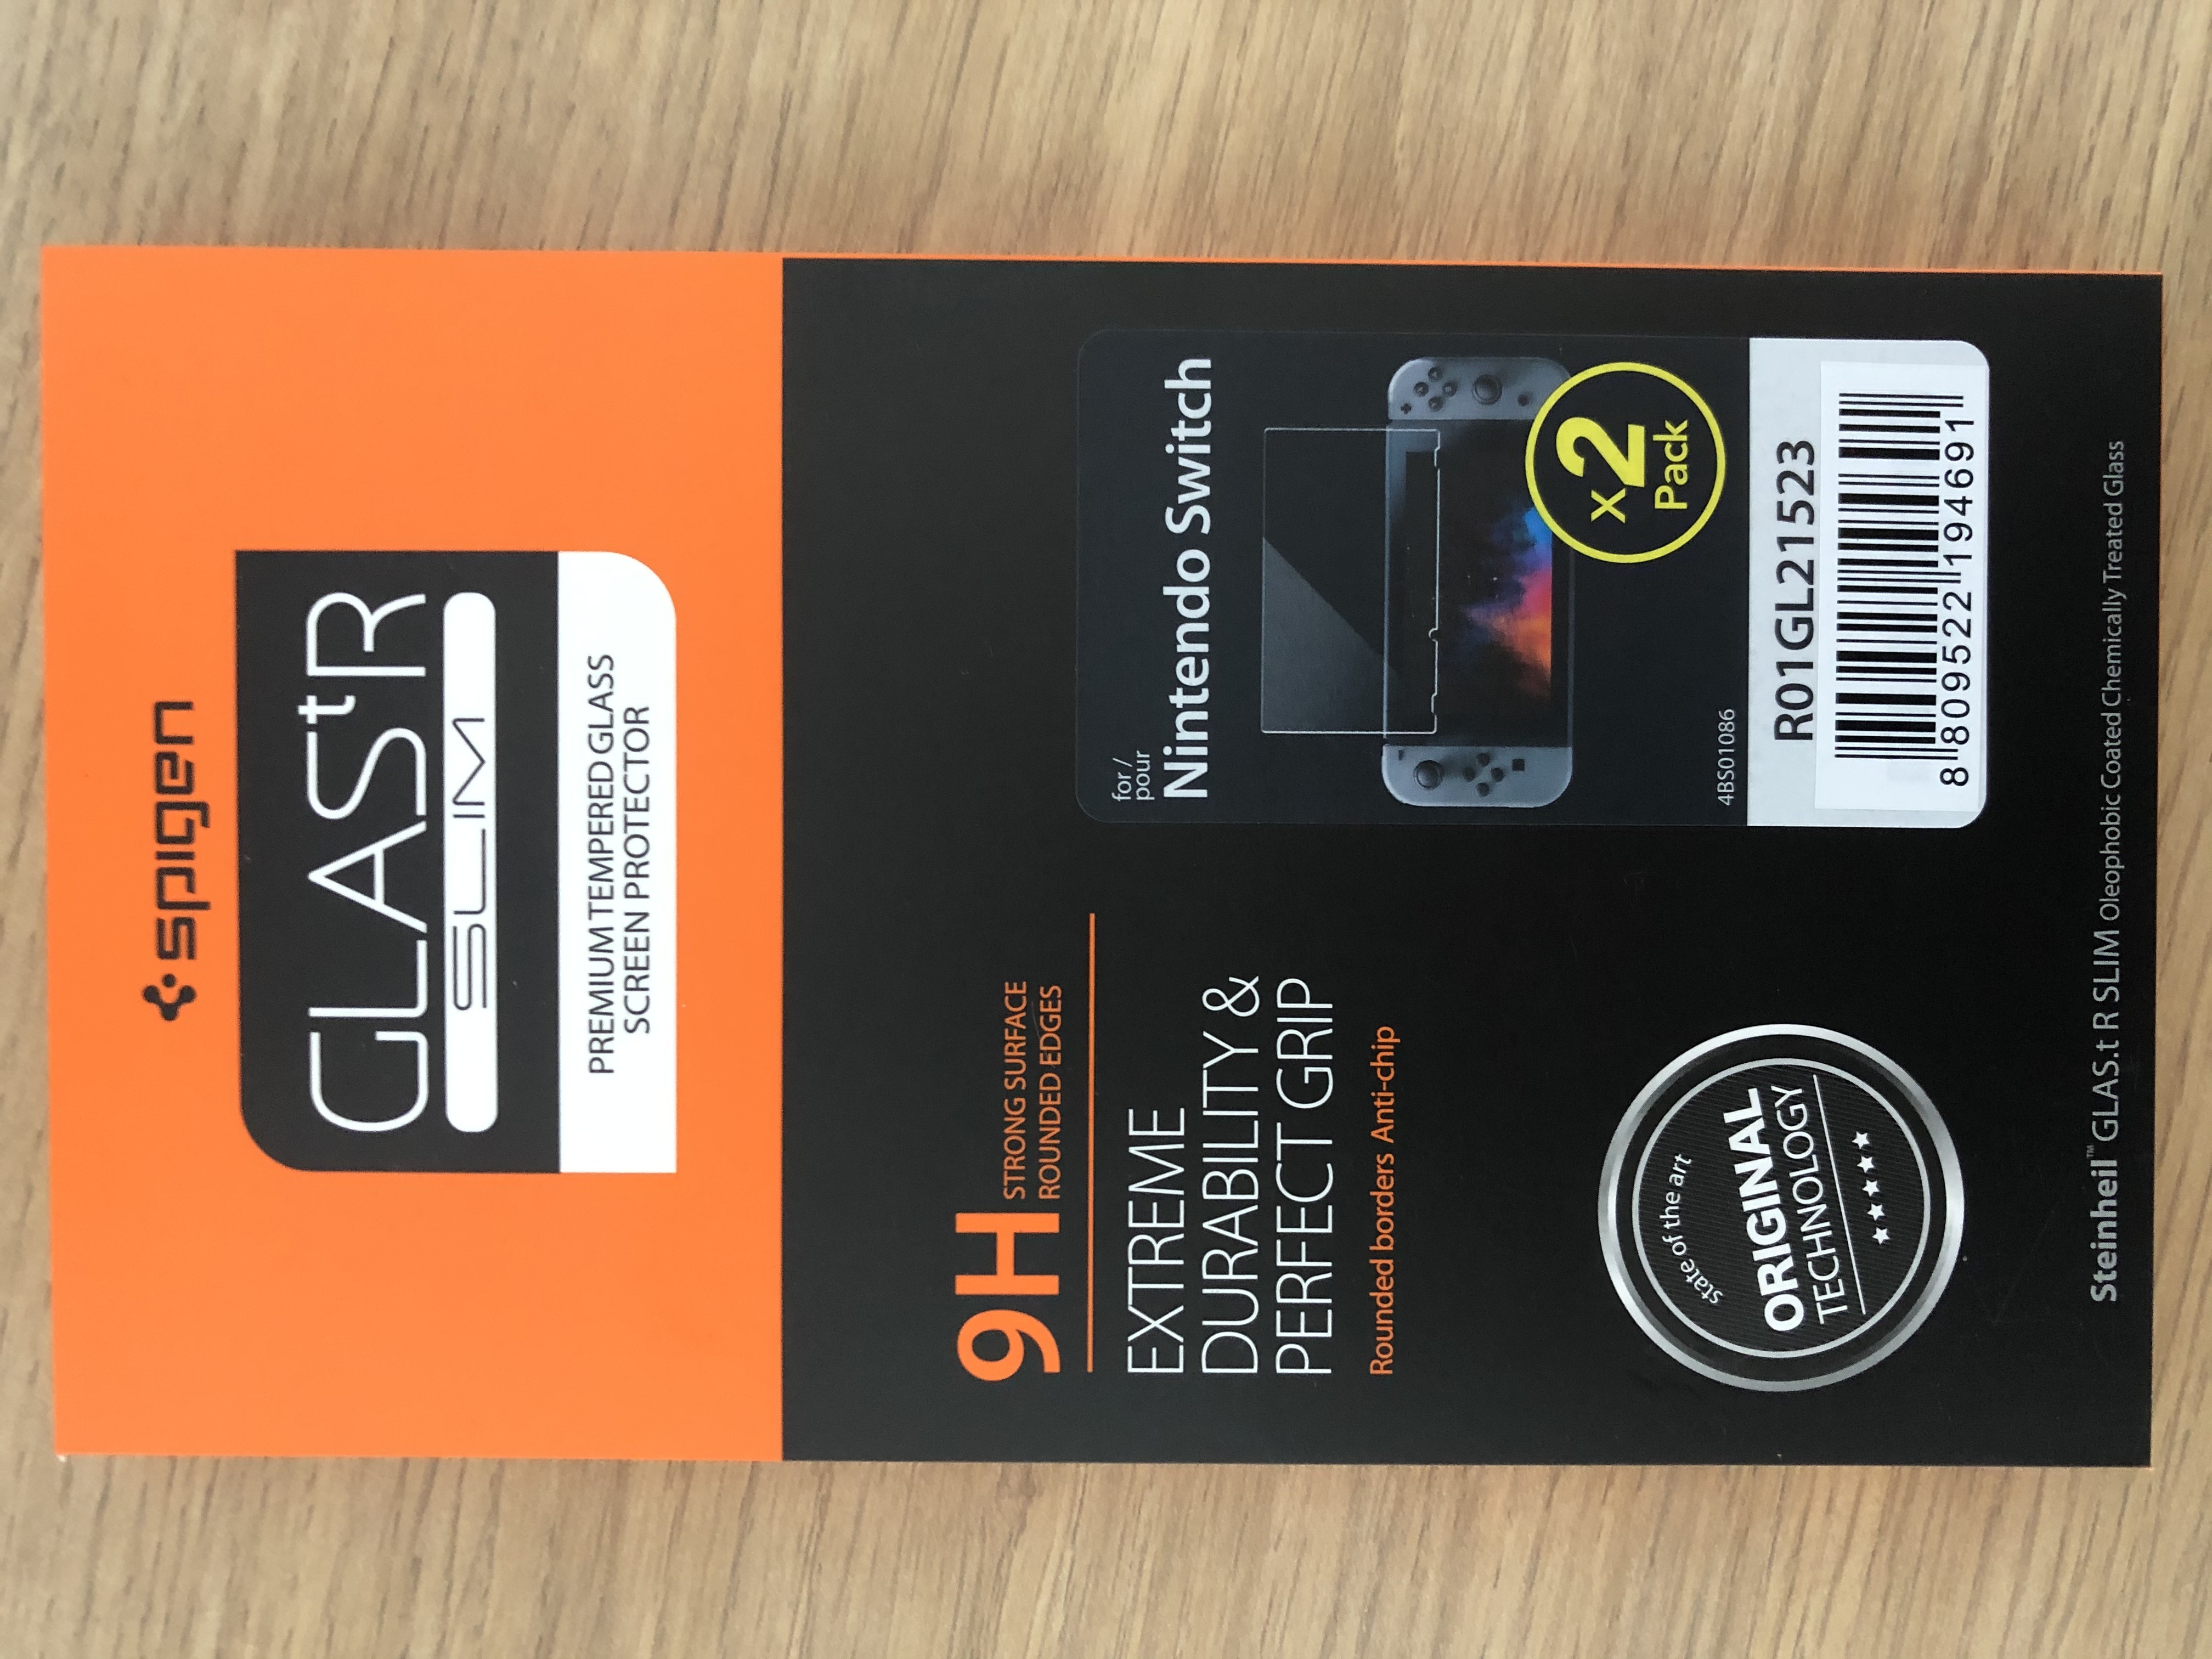 spigen
GLAStR
SLIM
PREMIUM TEMPERED GLASS
SCREEN PROTECTOR
9H STRONG SURFACE
ROUNDED EDGES
EXTREME
DURABILITY &
PERFECT GRIP
Rounded borders Anti-chip
for /
pour
Nintendo Switch
x2
Pack
4BS01086
R01GL21523
8 809522 194691
state of the art
ORIGINAL
TECHNOLOGY
Steinheil™ GLAS.t R SLIM Oleophobic Coated Chemically Treated Glass